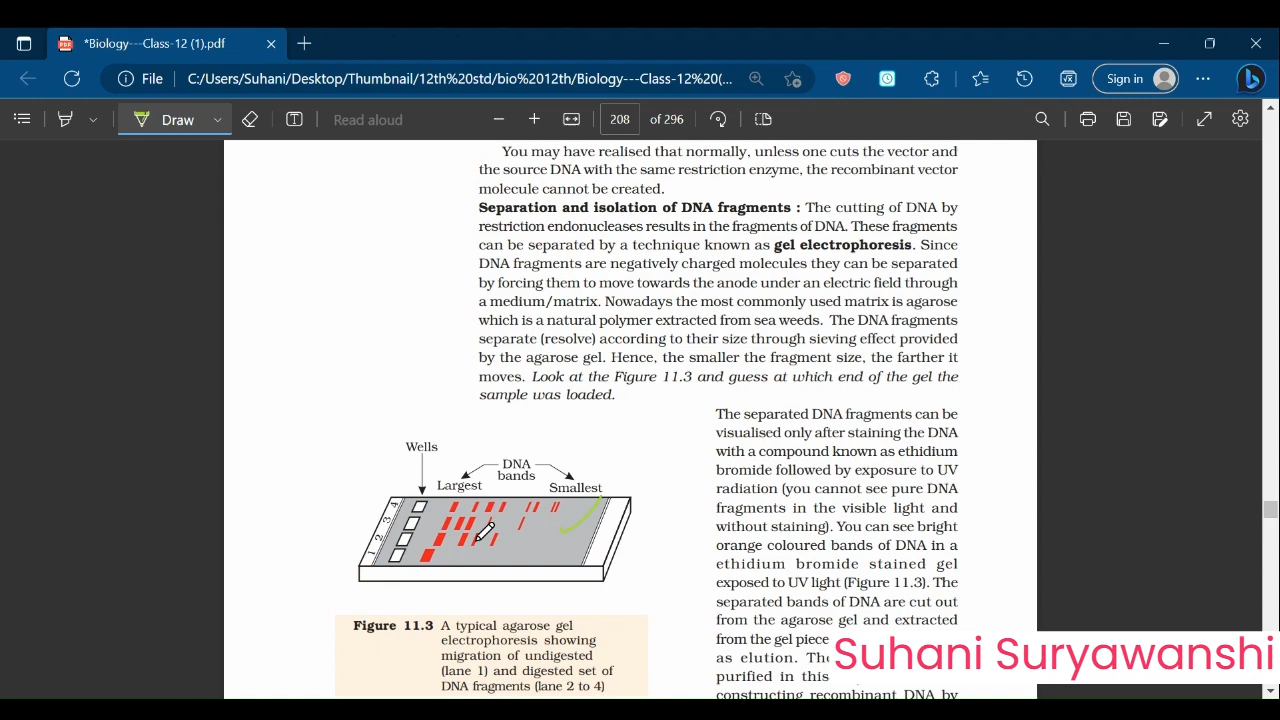 *Biology---Class-12 (1).pdf
File
C:/Users/Suhani/Desktop/Thumbnail/12th%20std/bio%2012th/Biology---Class-12%20(...
Sign in
Draw
Read aloud
208 of 296
You may have realised that normally, unless one cuts the vector and
the source DNA with the same restriction enzyme, the recombinant vector
molecule cannot be created.
Separation and isolation of DNA fragments : The cutting of DNA by
restriction endonucleases results in the fragments of DNA. These fragments
can be separated by a technique known as gel electrophoresis. Since
DNA fragments are negatively charged molecules they can be separated
by forcing them to move towards the anode under an electric field through
a medium/matrix. Nowadays the most commonly used matrix is agarose
which is a natural polymer extracted from sea weeds. The DNA fragments
separate (resolve) according to their size through sieving effect provided
by the agarose gel. Hence, the smaller the fragment size, the farther it
moves. Look at the Figure 11.3 and guess at which end of the gel the
sample was loaded.
Wells
DNA
bands
Largest
Smallest
4
3
2
1
Figure 11.3 A typical agarose gel
electrophoresis showing
migration of undigested
(lane 1) and digested set of
DNA fragments (lane 2 to 4)
The separated DNA fragments can be
visualised only after staining the DNA
with a compound known as ethidium
bromide followed by exposure to UV
radiation (you cannot see pure DNA
fragments in the visible light and
without staining). You can see bright
orange coloured bands of DNA in a
ethidium bromide stained gel
exposed to UV light (Figure 11.3). The
separated bands of DNA are cut out
from the agarose gel and extracted
from the gel piece
as elution. The
purified in this
constructing recombinant DNA by
Suhani Suryawanshi